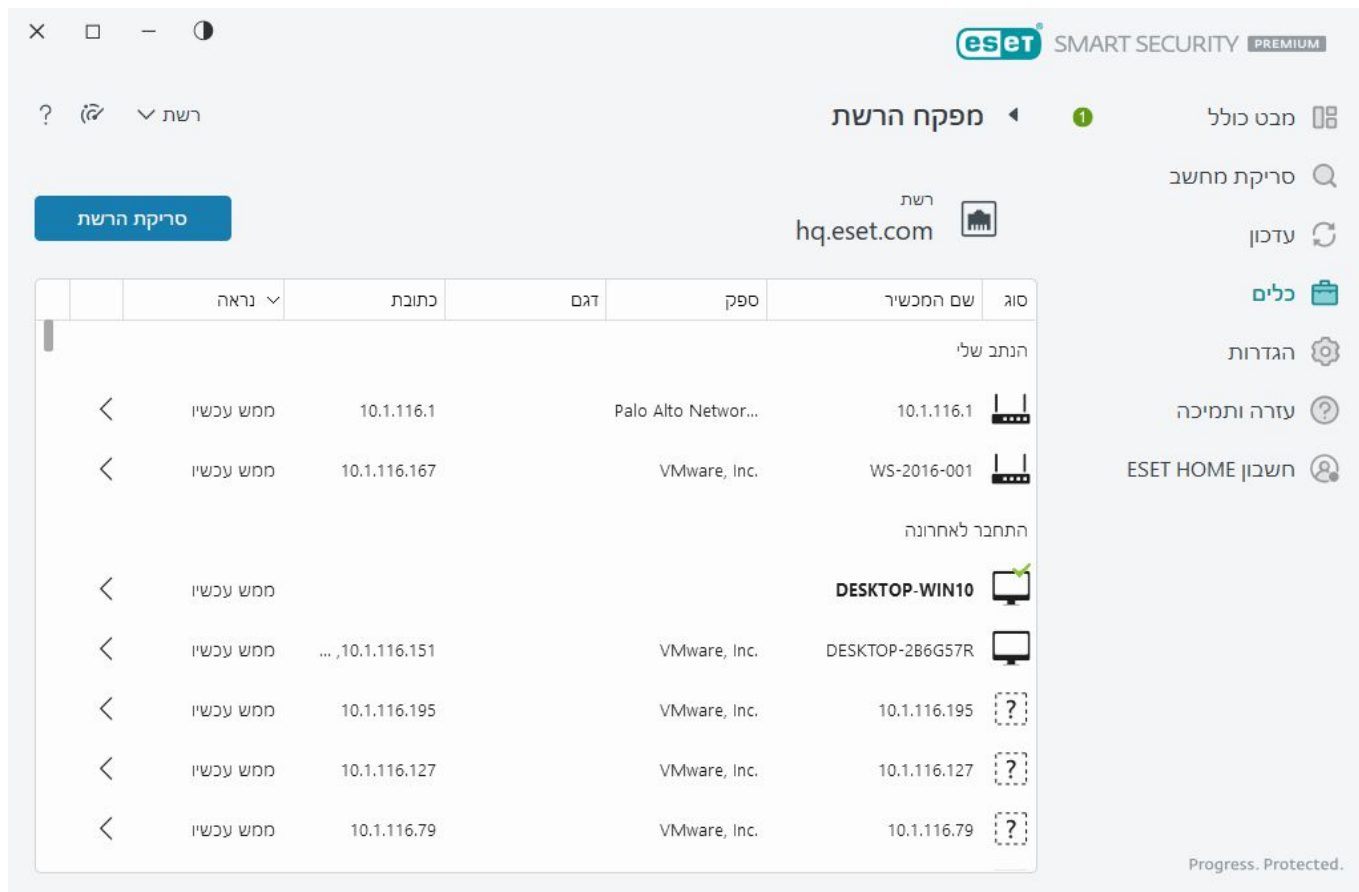 eset® SMART SECURITY PREMIUM
מבט כולל 1
סריקת מחשב
עדכון
כלים
הגדרות
עזרה ותמיכה
חשבון ESET HOME
מפקח הרשת
רשת
?
רשת
hq.eset.com
סריקת הרשת
סוג שם המכשיר ספק דגם כתובת נראה
הנתב שלי
10.1.116.1 Palo Alto Networ... 10.1.116.1 ממש עכשיו
WS-2016-001 VMware, Inc. 10.1.116.167 ממש עכשיו
התחבר לאחרונה
DESKTOP-WIN10 ממש עכשיו
DESKTOP-2B6G57R VMware, Inc. 10.1.116.151, ... ממש עכשיו
? 10.1.116.195 VMware, Inc. 10.1.116.195 ממש עכשיו
? 10.1.116.127 VMware, Inc. 10.1.116.127 ממש עכשיו
? 10.1.116.79 VMware, Inc. 10.1.116.79 ממש עכשיו
Progress. Protected.